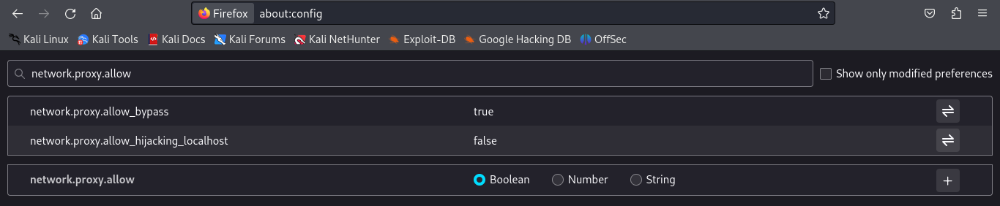 Firefox about:config
Kali Linux Kali Tools Kali Docs Kali Forums Kali NetHunter Exploit-DB Google Hacking DB OffSec
network.proxy.allow Show only modified preferences
network.proxy.allow_bypass true
network.proxy.allow_hijacking_localhost false
network.proxy.allow Boolean Number String